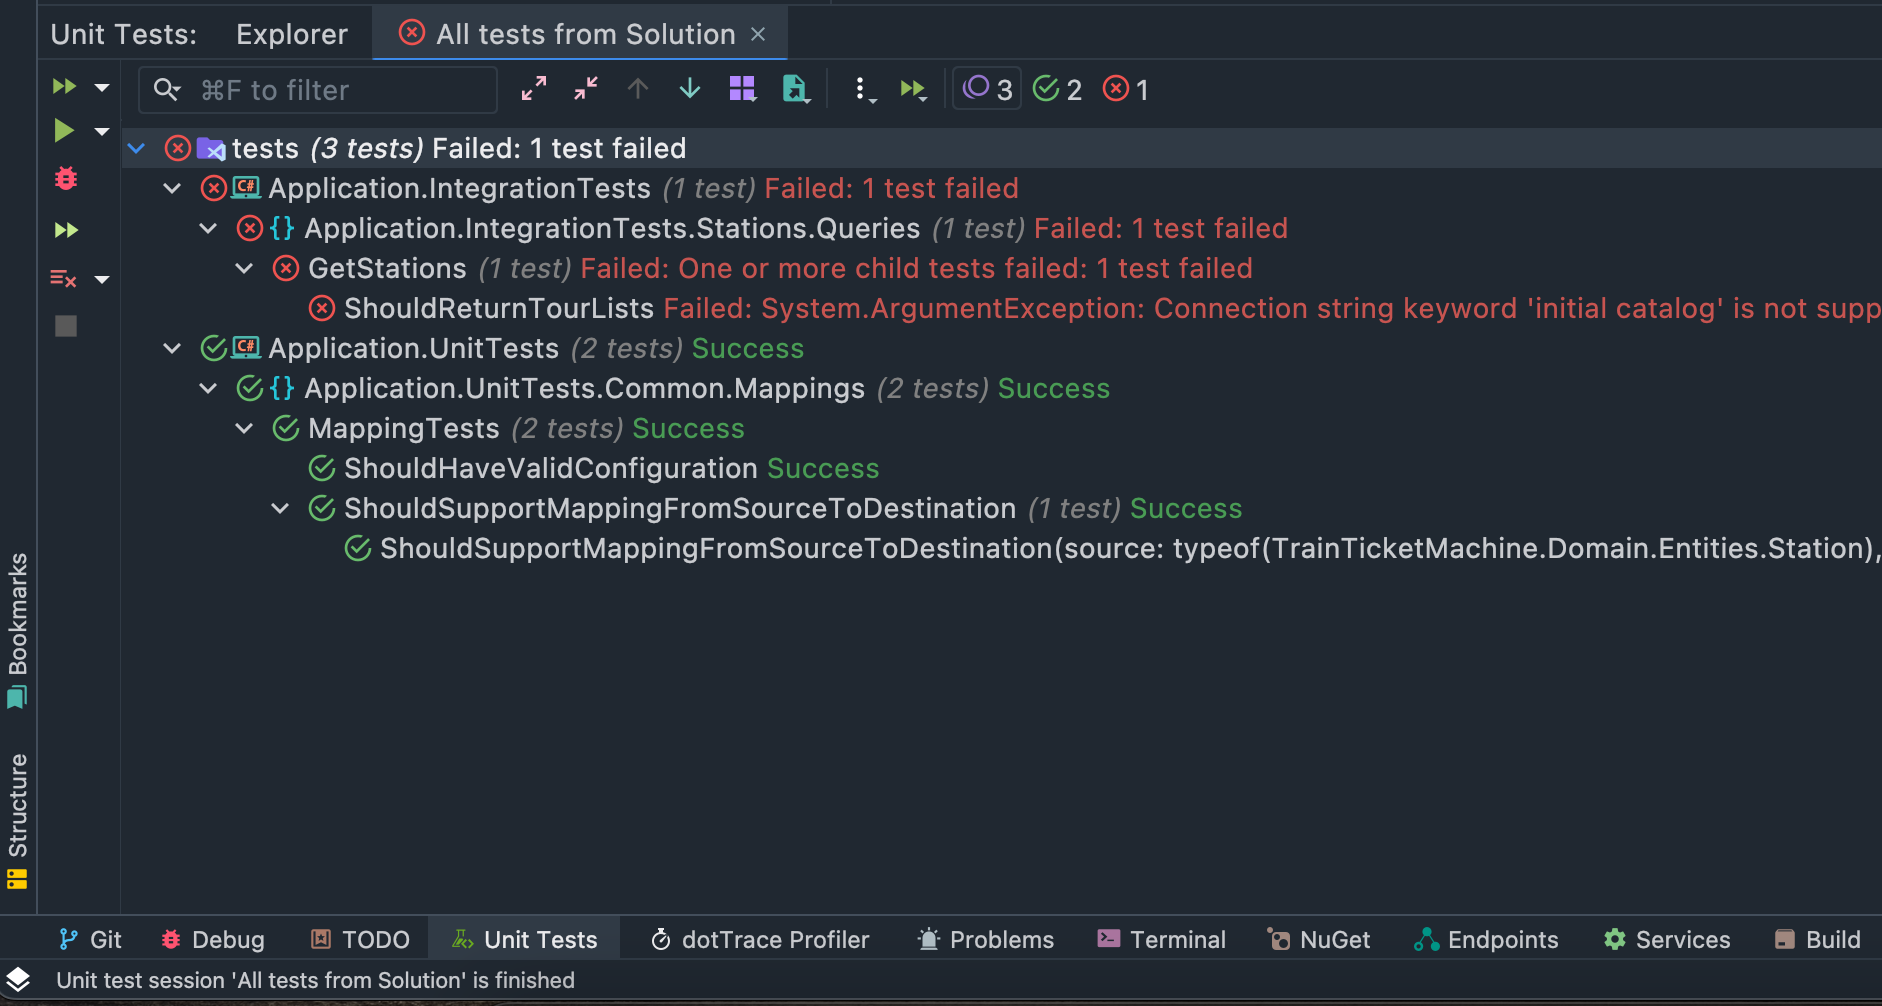 Unit Tests: Explorer All tests from Solution
⌘F to filter 3 2 1
tests (3 tests) Failed: 1 test failed
C# Application.IntegrationTests (1 test) Failed: 1 test failed
{} Application.IntegrationTests.Stations.Queries (1 test) Failed: 1 test failed
GetStations (1 test) Failed: One or more child tests failed: 1 test failed
ShouldReturnTourLists Failed: System.ArgumentException: Connection string keyword 'initial catalog' is not supp
C# Application.UnitTests (2 tests) Success
{} Application.UnitTests.Common.Mappings (2 tests) Success
MappingTests (2 tests) Success
ShouldHaveValidConfiguration Success
ShouldSupportMappingFromSourceToDestination (1 test) Success
ShouldSupportMappingFromSourceToDestination(source: typeof(TrainTicketMachine.Domain.Entities.Station),
Bookmarks
Structure
Git Debug TODO Unit Tests dotTrace Profiler Problems Terminal NuGet Endpoints Services Build
Unit test session 'All tests from Solution' is finished